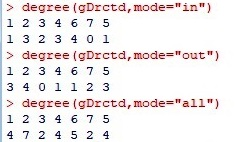 > degree(gDrctd,mode="in")
1 2 3 4 6 7 5
1 3 2 3 4 0 1
> degree(gDrctd,mode="out")
1 2 3 4 6 7 5
3 4 0 1 1 2 3
> degree(gDrctd,mode="all")
1 2 3 4 6 7 5
4 7 2 4 5 2 4